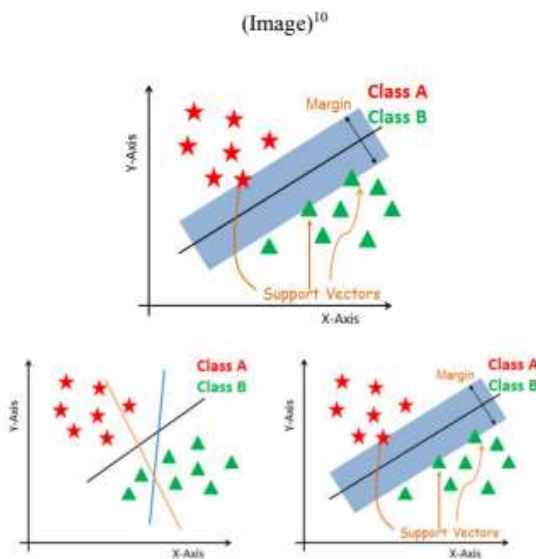 (Image)10
Class A
Margin
Class B
Y-Axis
Support Vectors
X-Axis
Class A
Class B
Y-Axis
X-Axis
Class A
Margin
Class B
Y-Axis
Support Vectors
X-Axis